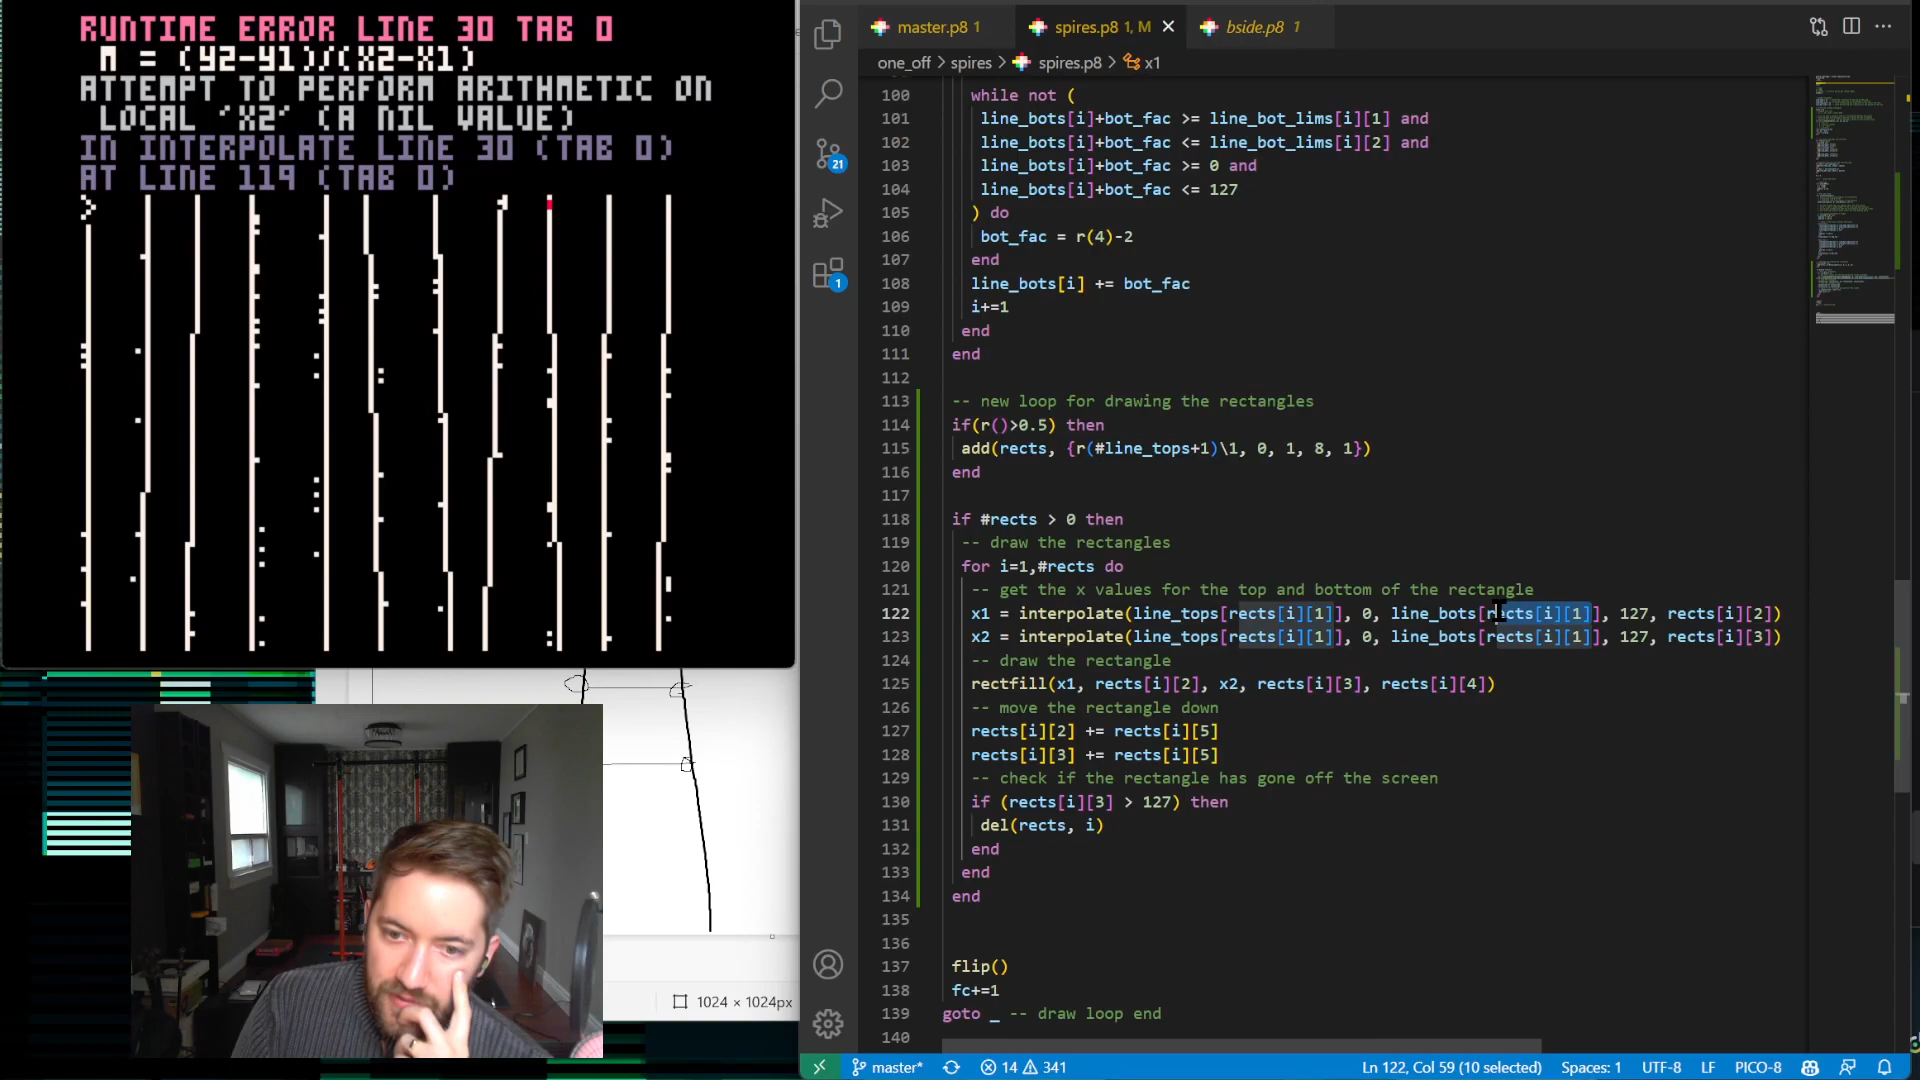 RUNTIME ERROR LINE 30 TAB 0
M = (Y2-Y1)/(X2-X1)
ATTEMPT TO PERFORM ARITHMETIC ON
LOCAL 'X2' (A NIL VALUE)
IN INTERPOLATE LINE 30 (TAB 0)
AT LINE 119 (TAB 0)
>
master.p8 1
spires.p8 1, M
bside.p8 1
one_off > spires > spires.p8 > x1
100 while not (
101 line_bots[i]+bot_fac >= line_bot_lims[i][1] and
102 line_bots[i]+bot_fac <= line_bot_lims[i][2] and
103 line_bots[i]+bot_fac >= 0 and
104 line_bots[i]+bot_fac <= 127
105 ) do
106 bot_fac = r(4)-2
107 end
108 line_bots[i] += bot_fac
109 i+=1
110 end
111 end
112
113 -- new loop for drawing the rectangles
114 if(r()>0.5) then
115 add(rects, {r(#line_tops+1)\1, 0, 1, 8, 1})
116 end
117
118 if #rects > 0 then
119 -- draw the rectangles
120 for i=1,#rects do
121 -- get the x values for the top and bottom of the rectangle
122 x1 = interpolate(line_tops[rects[i][1]], 0, line_bots[rects[i][1]], 127, rects[i][2])
123 x2 = interpolate(line_tops[rects[i][1]], 0, line_bots[rects[i][1]], 127, rects[i][3])
124 -- draw the rectangle
125 rectfill(x1, rects[i][2], x2, rects[i][3], rects[i][4])
126 -- move the rectangle down
127 rects[i][2] += rects[i][5]
128 rects[i][3] += rects[i][5]
129 -- check if the rectangle has gone off the screen
130 if (rects[i][3] > 127) then
131 del(rects, i)
132 end
133 end
134 end
135
136
137 flip()
138 fc+=1
139 goto _ -- draw loop end
140
21
1
1024 × 1024px
master* 14 341 Ln 122, Col 59 (10 selected) Spaces: 1 UTF-8 LF PICO-8